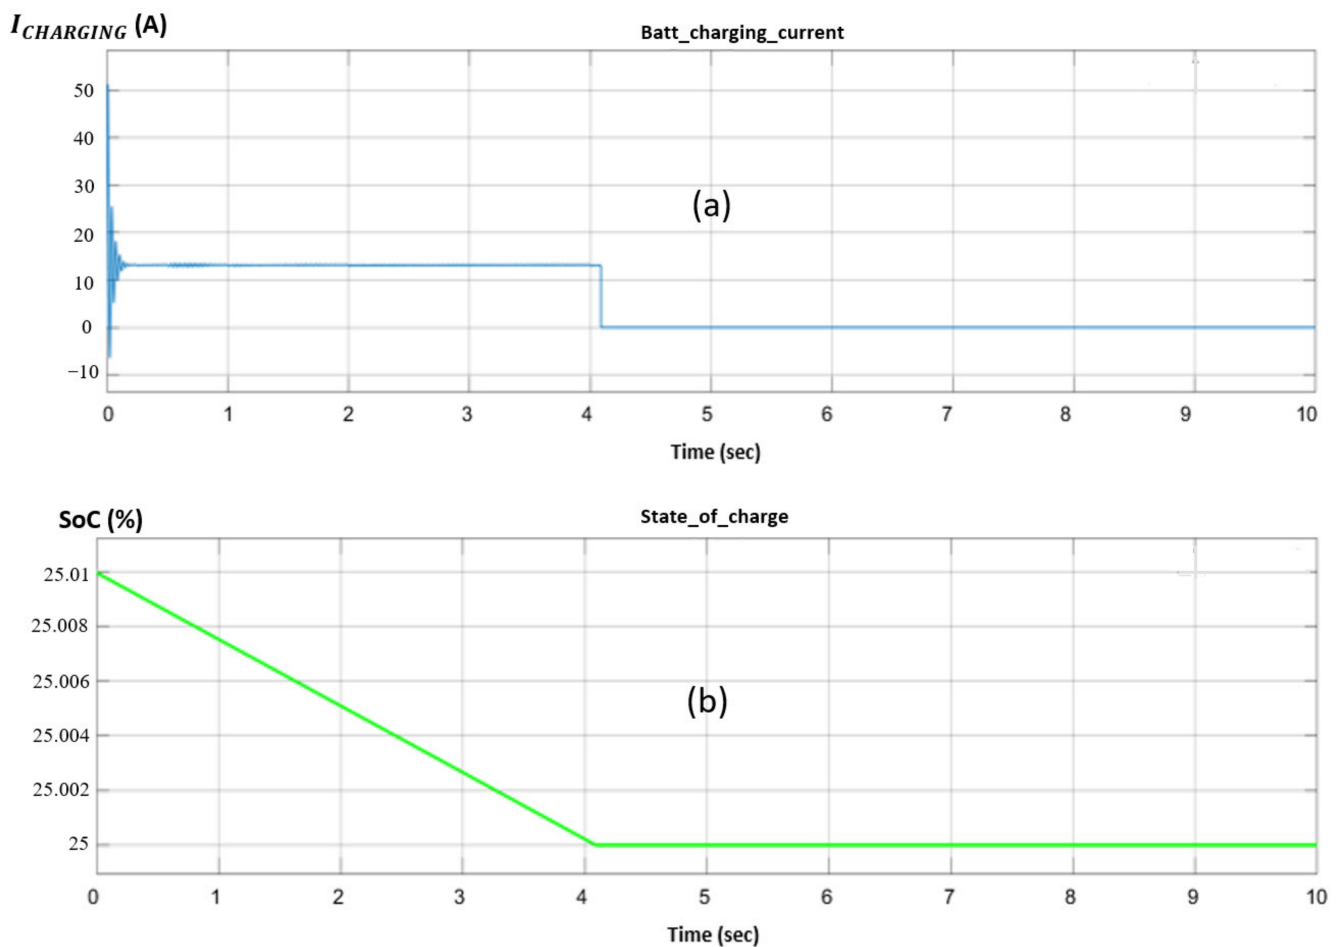 I_CHARGING (A)
Batt_charging_current
50
40
30
(a)
20
10
0
−10
0 1 2 3 4 5 6 7 8 9 10
Time (sec)
SoC (%)
State_of_charge
25.01
25.008
25.006
(b)
25.004
25.002
25
0 1 2 3 4 5 6 7 8 9 10
Time (sec)